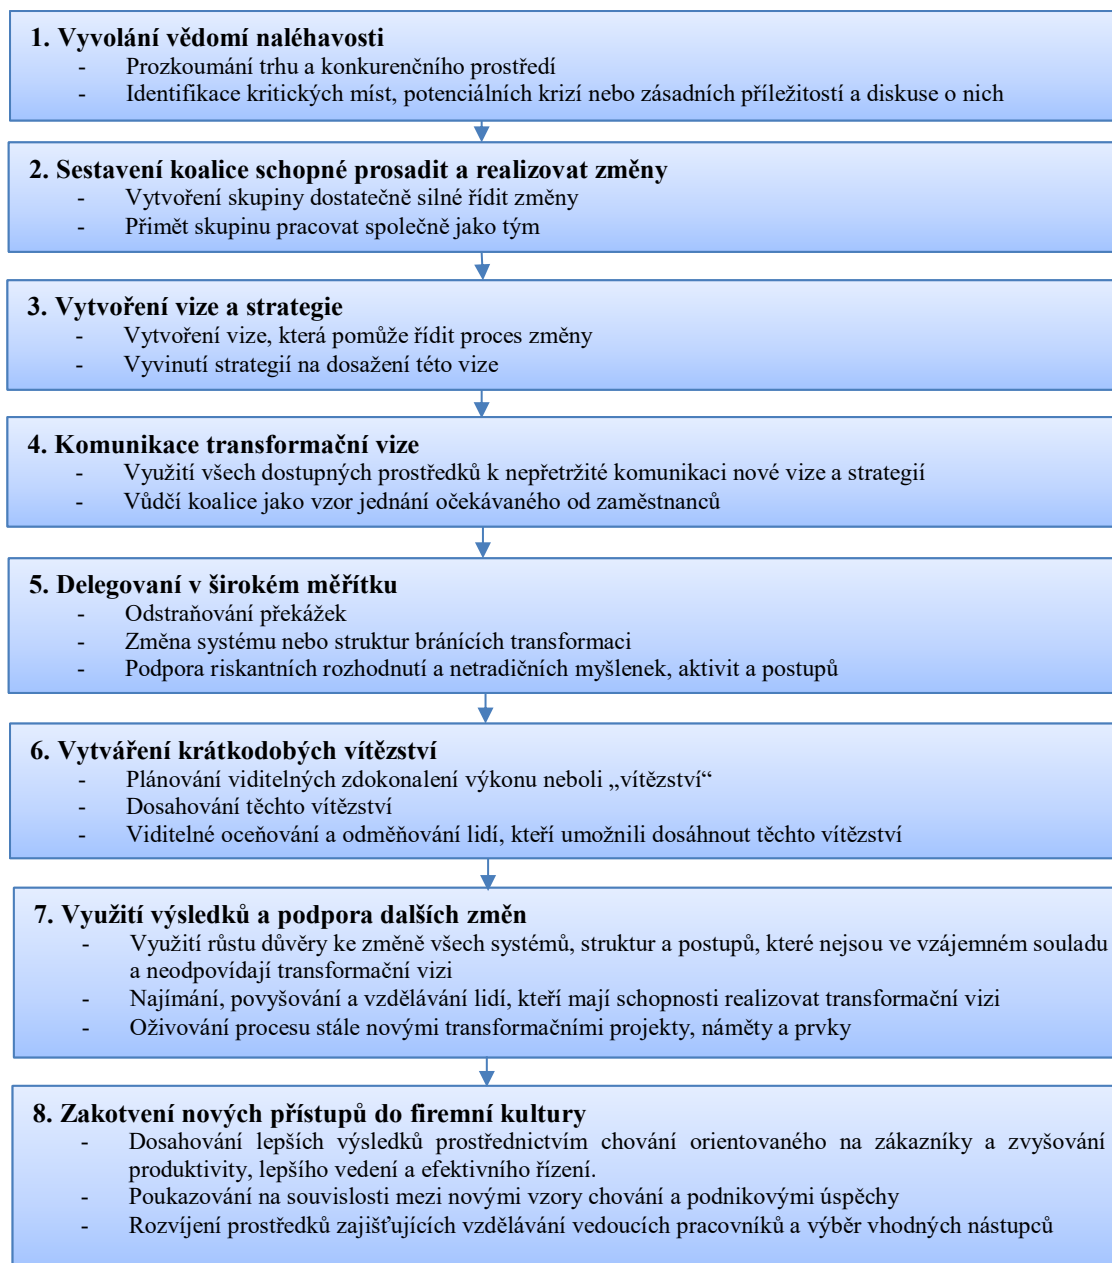 1. Vyvolání vědomí naléhavosti
- Prozkoumání trhu a konkurenčního prostředí
- Identifikace kritických míst, potenciálních krizí nebo zásadních příležitostí a diskuse o nich
2. Sestavení koalice schopné prosadit a realizovat změny
- Vytvoření skupiny dostatečně silné řídit změny
- Přimět skupinu pracovat společně jako tým
3. Vytvoření vize a strategie
- Vytvoření vize, která pomůže řídit proces změny
- Vyvinutí strategií na dosažení této vize
4. Komunikace transformační vize
- Využití všech dostupných prostředků k nepřetržité komunikaci nové vize a strategií
- Vůdčí koalice jako vzor jednání očekávaného od zaměstnanců
5. Delegovaní v širokém měřítku
- Odstraňování překážek
- Změna systému nebo struktur bránících transformaci
- Podpora riskantních rozhodnutí a netradičních myšlenek, aktivit a postupů
6. Vytváření krátkodobých vítězství
- Plánování viditelných zdokonalení výkonu neboli „vítězství“
- Dosahování těchto vítězství
- Viditelné oceňování a odměňování lidí, kteří umožnili dosáhnout těchto vítězství
7. Využití výsledků a podpora dalších změn
- Využití růstu důvěry ke změně všech systémů, struktur a postupů, které nejsou ve vzájemném souladu
a neodpovídají transformační vizi
- Najímání, povyšování a vzdělávání lidí, kteří mají schopnosti realizovat transformační vizi
- Oživování procesu stále novými transformačními projekty, náměty a prvky
8. Zakotvení nových přístupů do firemní kultury
- Dosahování lepších výsledků prostřednictvím chování orientovaného na zákazníky a zvyšování
produktivity, lepšího vedení a efektivního řízení.
- Poukazování na souvislosti mezi novými vzory chování a podnikovými úspěchy
- Rozvíjení prostředků zajišťujících vzdělávání vedoucích pracovníků a výběr vhodných nástupců